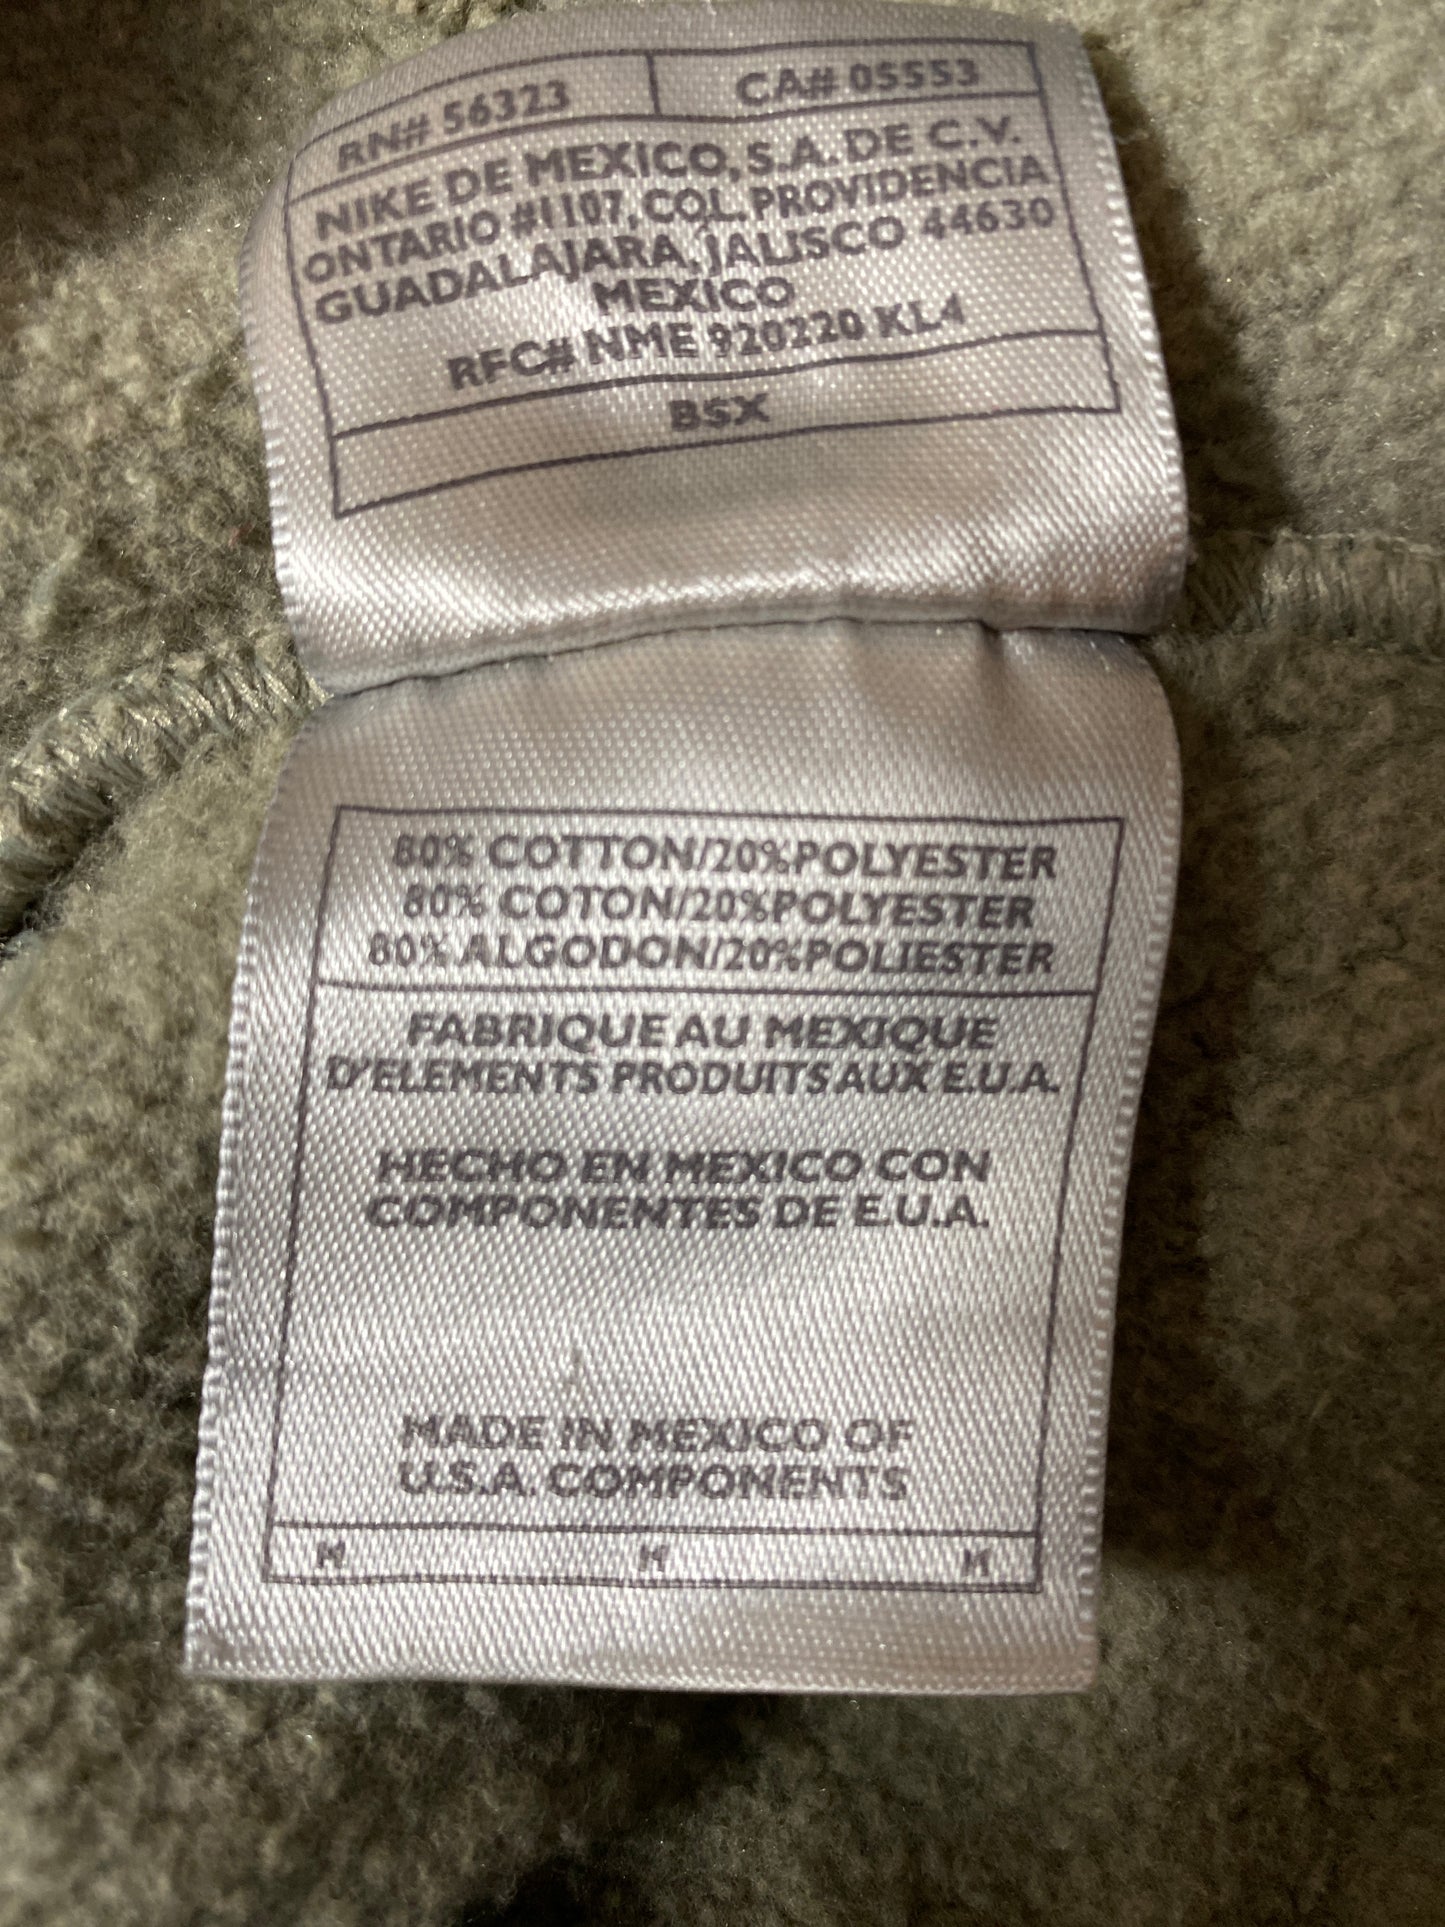 RN# 56323 CA# 05553
NIKE DE MEXICO, S.A. DE C.V.
ONTARIO #1107, COL. PROVIDENCIA
GUADALAJARA, JALISCO 44630
MEXICO
RFC# NME 920220 KL4
BSX
80% COTTON/20%POLYESTER
80% COTON/20%POLYESTER
80% ALGODON/20%POLIESTER
FABRIQUE AU MEXIQUE
D'ELEMENTS PRODUITS AUX E.U.A.
HECHO EN MEXICO CON
COMPONENTES DE E.U.A.
MADE IN MEXICO OF
U.S.A. COMPONENTS
M M M